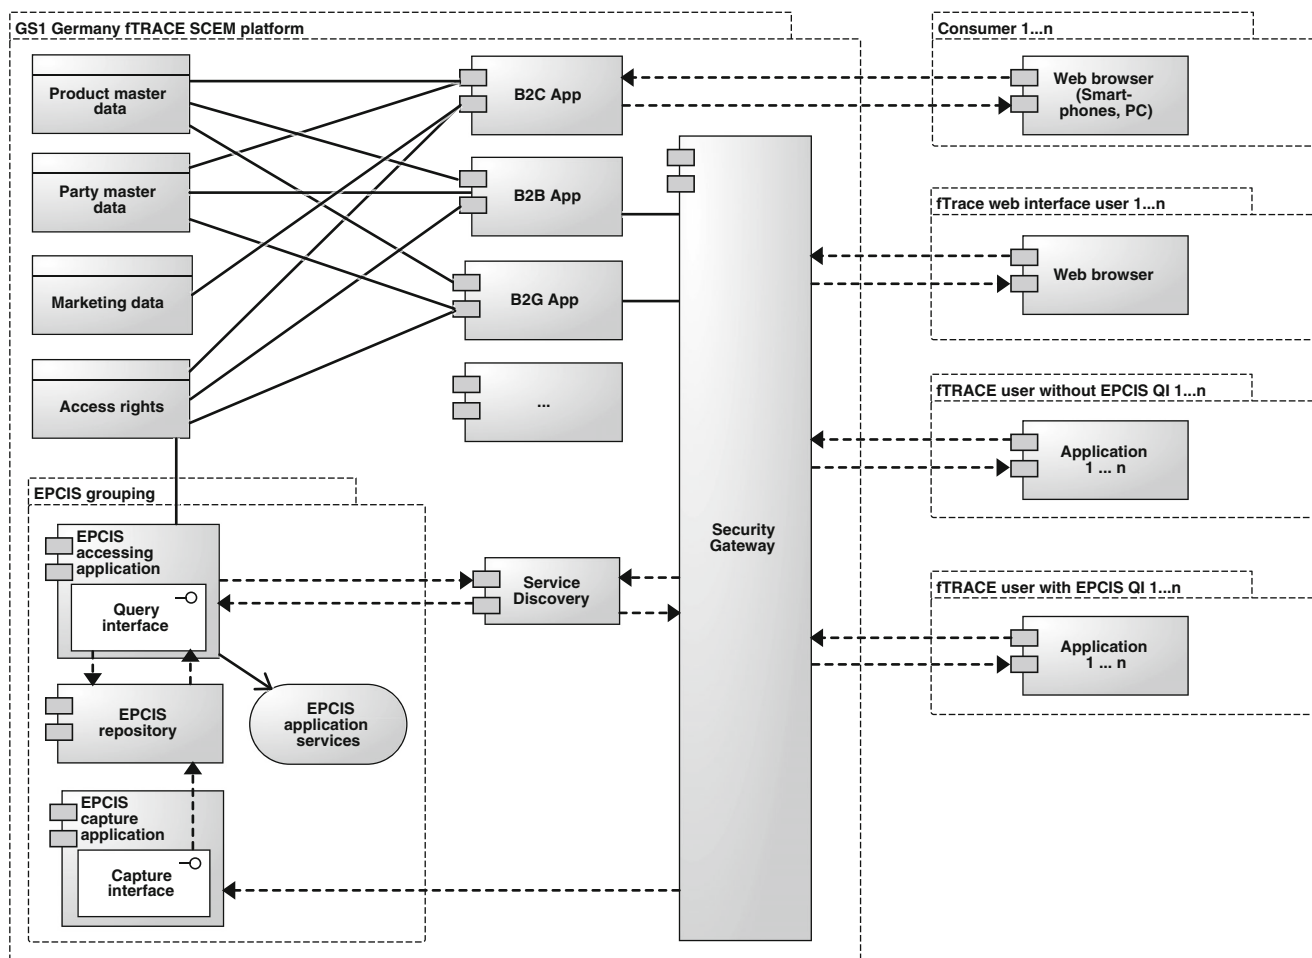 GS1 Germany fTRACE SCEM platform
Product master
data
Party master
data
Marketing data
Access rights
B2C App
B2B App
B2G App
...
EPCIS grouping
EPCIS
accessing
application
Query
interface
EPCIS
repository
EPCIS
application
services
EPCIS
capture
application
Capture
interface
Service
Discovery
Security
Gateway
Consumer 1...n
Web browser
(Smart-
phones, PC)
fTrace web interface user 1...n
Web browser
fTRACE user without EPCIS QI 1...n
Application
1 ... n
fTRACE user with EPCIS QI 1...n
Application
1 ... n